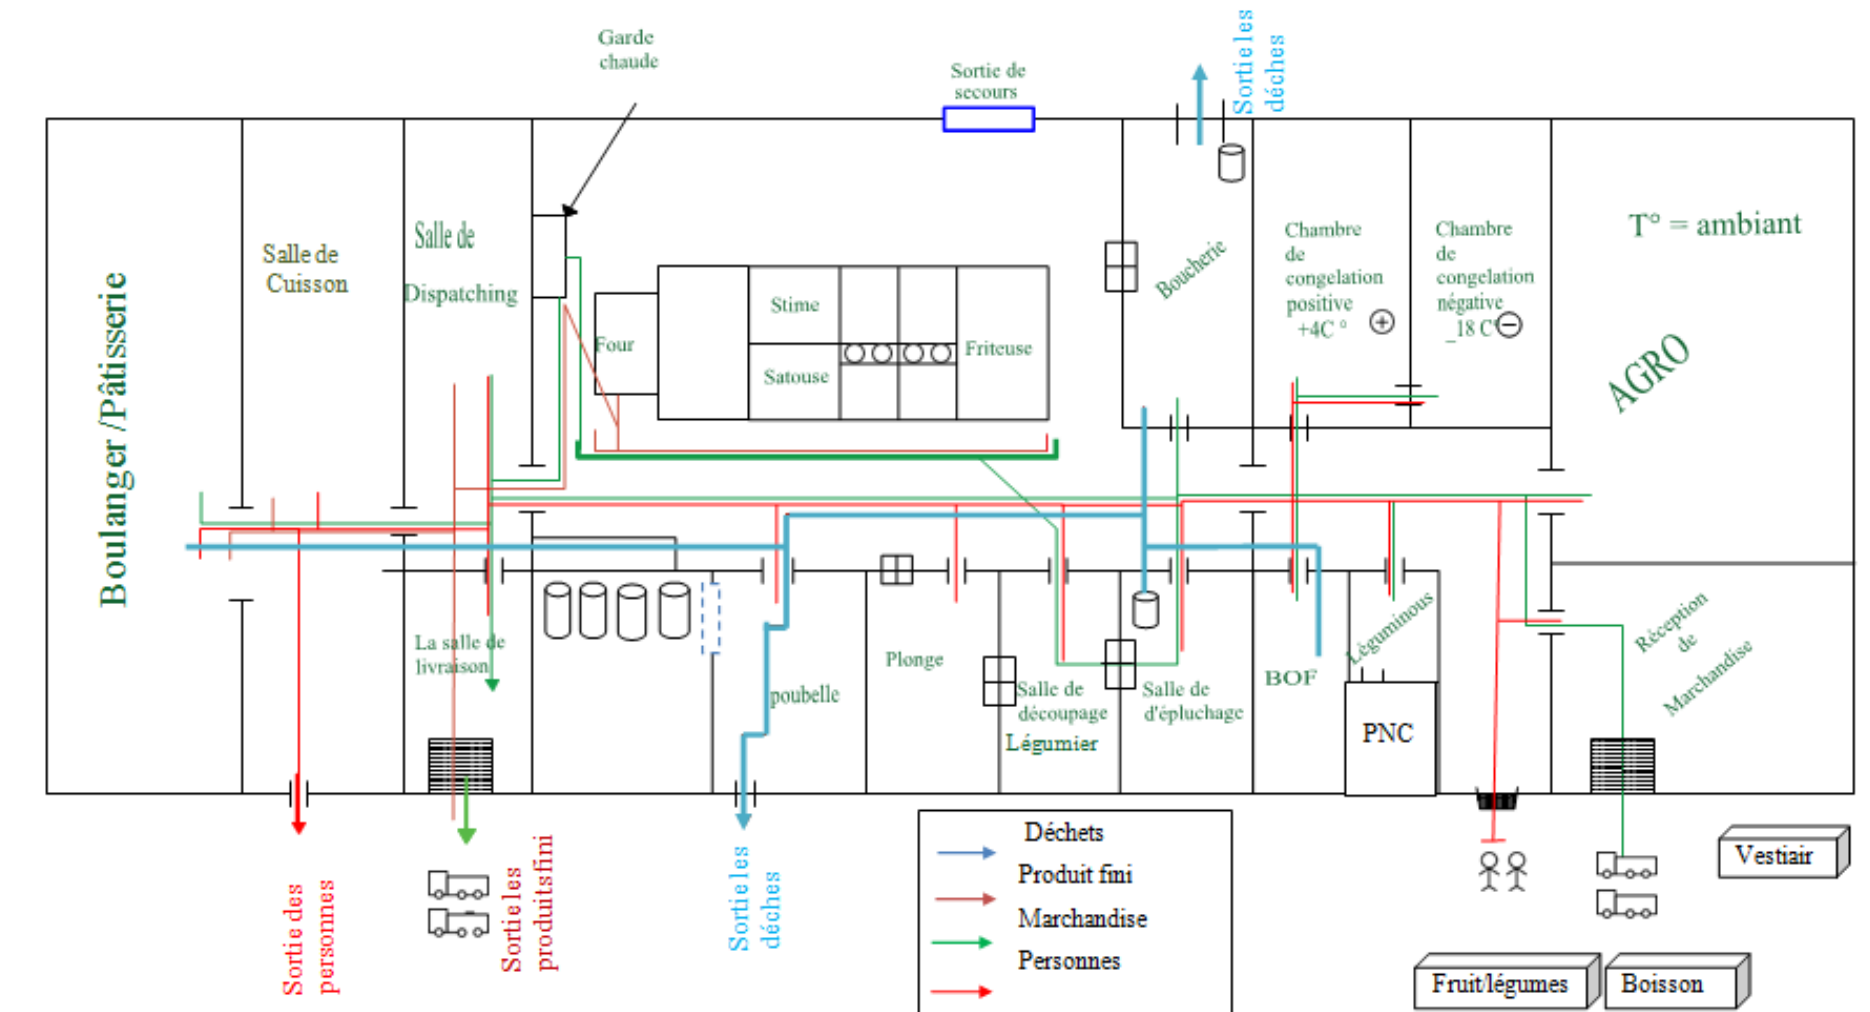 Garde
chaude
Sortie de
secours
Sortie les
déches
Boulanger /Pâtisserie
Salle de
Cuisson
Salle de
Dispatching
Four
Stime
Satouse
Friteuse
Boucherie
Chambre
de
congelation
positive
+4C °
Chambre
de
congelation
négative
_18 C°
T° = ambiant
AGRO
La salle de
livraison
poubelle
Plonge
Salle de
découpage
Légumier
Salle de
d'épluchage
BOF
Léguminous
PNC
Réception
de
Marchandise
Sortie des
personnes
Sortie les
produits fini
Sortie les
déches
Déchets
Produit fini
Marchandise
Personnes
Vestiair
Fruit/légumes
Boisson